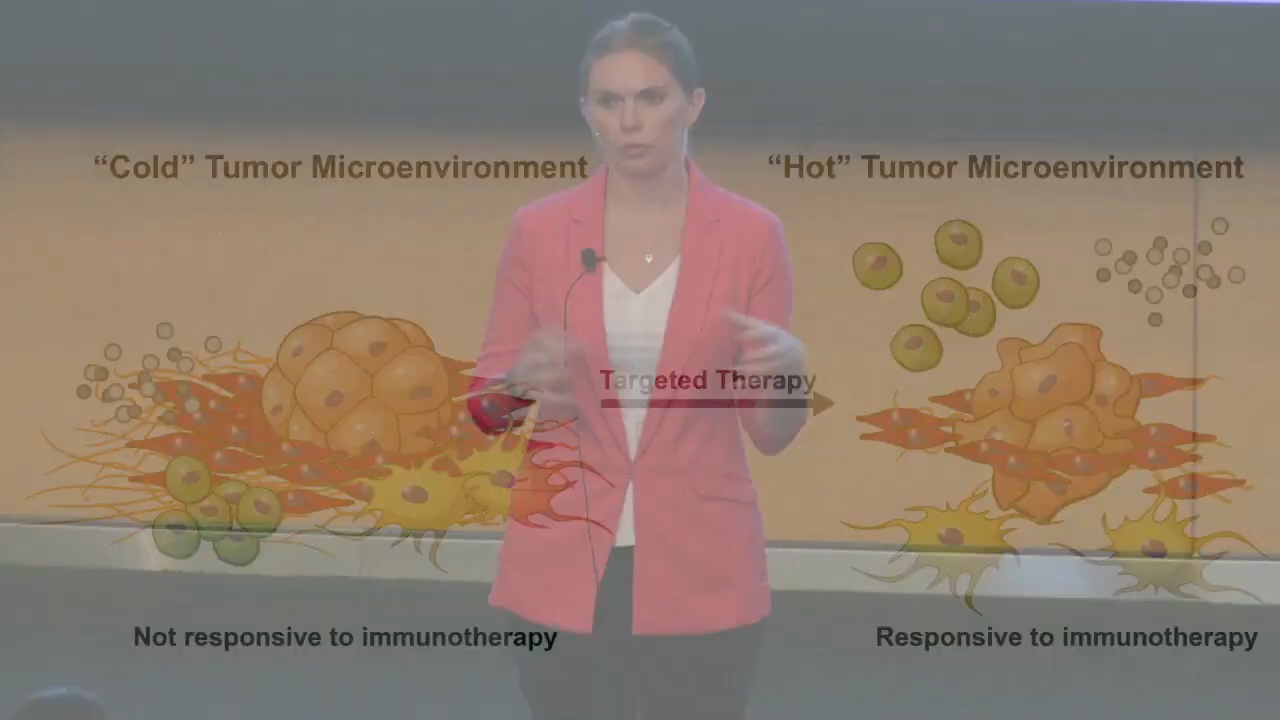 “Cold” Tumor Microenvironment
“Hot” Tumor Microenvironment
Targeted Therapy
Not responsive to immunotherapy
Responsive to immunotherapy